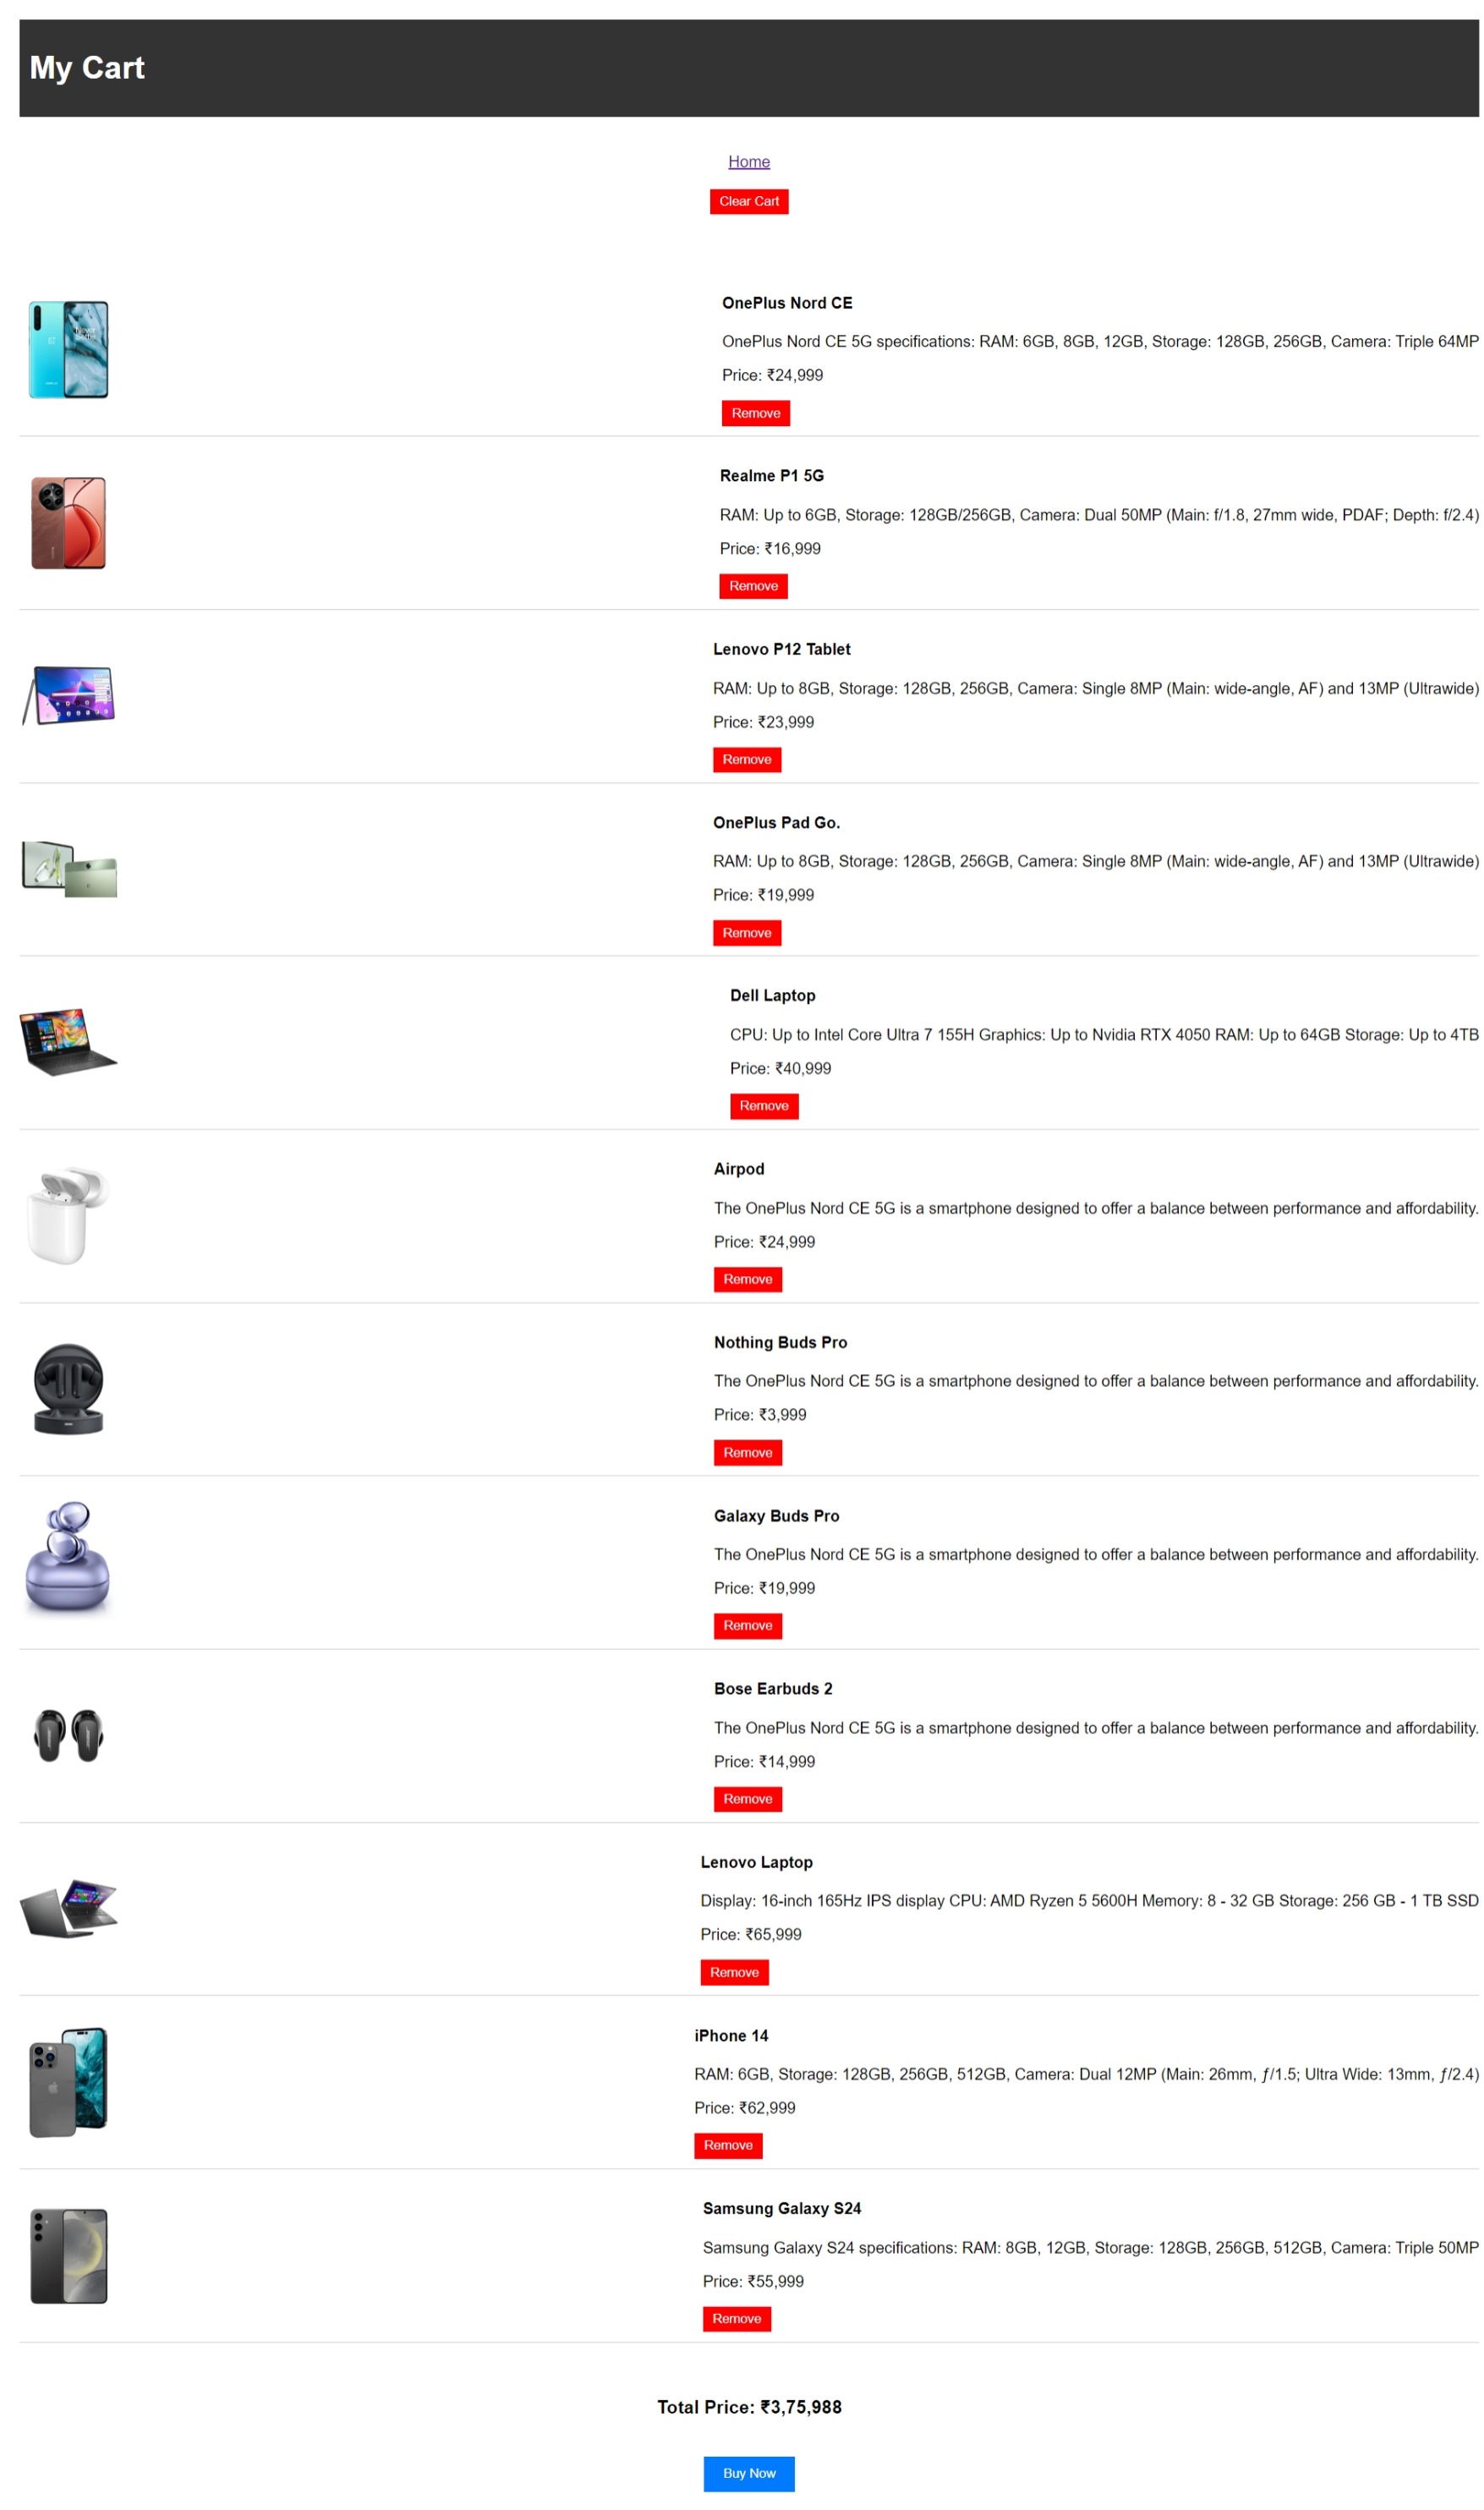 My Cart
Home
Clear Cart
OnePlus Nord CE
OnePlus Nord CE 5G specifications: RAM: 6GB, 8GB, 12GB, Storage: 128GB, 256GB, Camera: Triple 64MP
Price: ₹24,999
Remove
Realme P1 5G
RAM: Up to 6GB, Storage: 128GB/256GB, Camera: Dual 50MP (Main: f/1.8, 27mm wide, PDAF; Depth: f/2.4)
Price: ₹16,999
Remove
Lenovo P12 Tablet
RAM: Up to 8GB, Storage: 128GB, 256GB, Camera: Single 8MP (Main: wide-angle, AF) and 13MP (Ultrawide)
Price: ₹23,999
Remove
OnePlus Pad Go.
RAM: Up to 8GB, Storage: 128GB, 256GB, Camera: Single 8MP (Main: wide-angle, AF) and 13MP (Ultrawide)
Price: ₹19,999
Remove
Dell Laptop
CPU: Up to Intel Core Ultra 7 155H Graphics: Up to Nvidia RTX 4050 RAM: Up to 64GB Storage: Up to 4TB
Price: ₹40,999
Remove
Airpod
The OnePlus Nord CE 5G is a smartphone designed to offer a balance between performance and affordability.
Price: ₹24,999
Remove
Nothing Buds Pro
The OnePlus Nord CE 5G is a smartphone designed to offer a balance between performance and affordability.
Price: ₹3,999
Remove
Galaxy Buds Pro
The OnePlus Nord CE 5G is a smartphone designed to offer a balance between performance and affordability.
Price: ₹19,999
Remove
Bose Earbuds 2
The OnePlus Nord CE 5G is a smartphone designed to offer a balance between performance and affordability.
Price: ₹14,999
Remove
Lenovo Laptop
Display: 16-inch 165Hz IPS display CPU: AMD Ryzen 5 5600H Memory: 8 - 32 GB Storage: 256 GB - 1 TB SSD
Price: ₹65,999
Remove
iPhone 14
RAM: 6GB, Storage: 128GB, 256GB, 512GB, Camera: Dual 12MP (Main: 26mm, ƒ/1.5; Ultra Wide: 13mm, ƒ/2.4)
Price: ₹62,999
Remove
Samsung Galaxy S24
Samsung Galaxy S24 specifications: RAM: 8GB, 12GB, Storage: 128GB, 256GB, 512GB, Camera: Triple 50MP
Price: ₹55,999
Remove
Total Price: ₹3,75,988
Buy Now